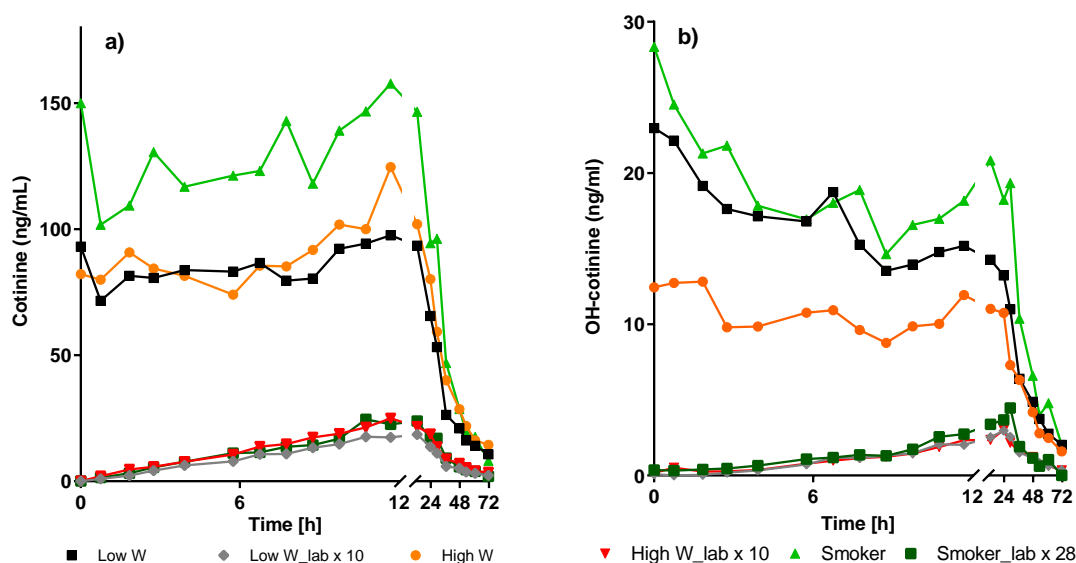 a)
Cotinine (ng/mL)
150
100
50
0
0 6 12 24 48 72
Time [h]
b)
OH-cotinine (ng/ml)
30
20
10
0
0 6 12 24 48 72
Time [h]
Low W Low W_lab x 10 High W High W_lab x 10 Smoker Smoker_lab x 28